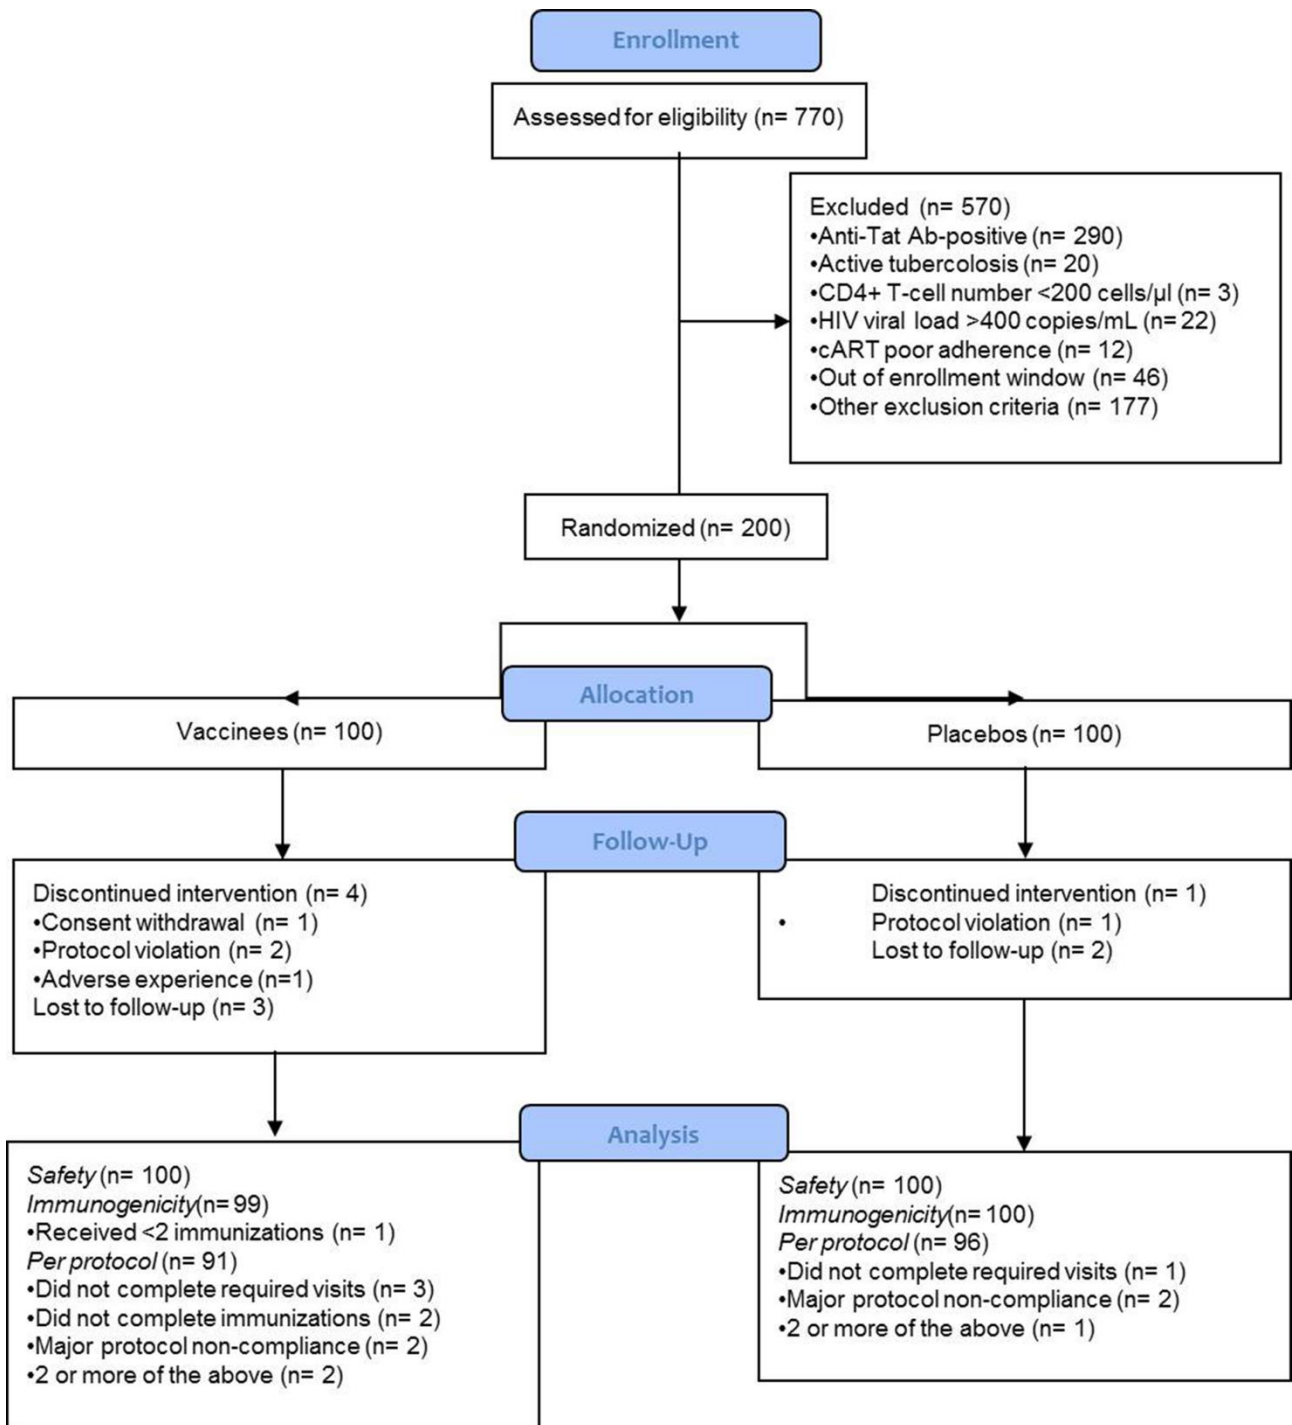 Enrollment
Assessed for eligibility (n= 770)
Excluded (n= 570)
•Anti-Tat Ab-positive (n= 290)
•Active tubercolosis (n= 20)
•CD4+ T-cell number <200 cells/µl (n= 3)
•HIV viral load >400 copies/mL (n= 22)
•cART poor adherence (n= 12)
•Out of enrollment window (n= 46)
•Other exclusion criteria (n= 177)
Randomized (n= 200)
Allocation
Vaccinees (n= 100)
Placebos (n= 100)
Follow-Up
Discontinued intervention (n= 4)
•Consent withdrawal (n= 1)
•Protocol violation (n= 2)
•Adverse experience (n=1)
Lost to follow-up (n= 3)
Discontinued intervention (n= 1)
• Protocol violation (n= 1)
Lost to follow-up (n= 2)
Analysis
Safety (n= 100)
Immunogenicity(n= 99)
•Received <2 immunizations (n= 1)
Per protocol (n= 91)
•Did not complete required visits (n= 3)
•Did not complete immunizations (n= 2)
•Major protocol non-compliance (n= 2)
•2 or more of the above (n= 2)
Safety (n= 100)
Immunogenicity(n= 100)
Per protocol (n= 96)
•Did not complete required visits (n= 1)
•Major protocol non-compliance (n= 2)
•2 or more of the above (n= 1)